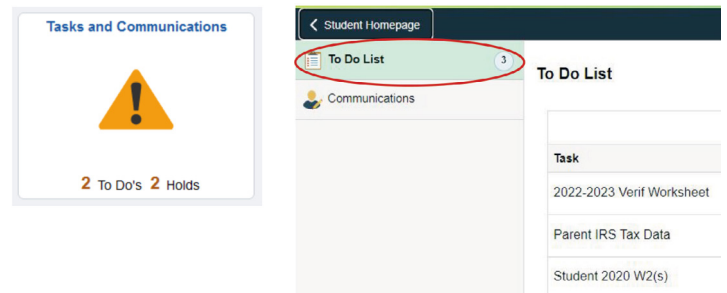 Tasks and Communications
2 To Do's 2 Holds
Student Homepage
To Do List 3
Communications
To Do List
Task
2022-2023 Verif Worksheet
Parent IRS Tax Data
Student 2020 W2(s)